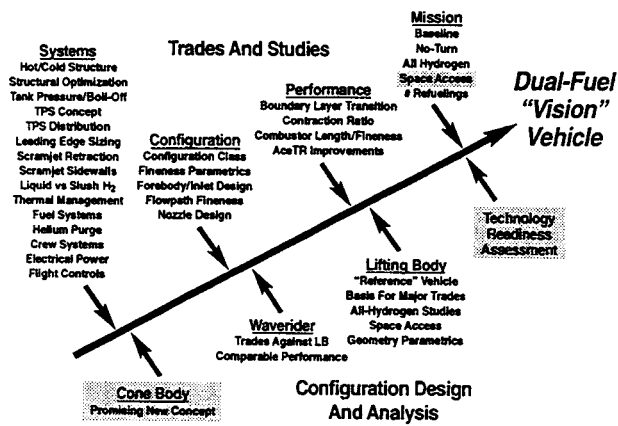 Trades And Studies
Systems
Hot/Cold Structure
Structural Optimization
Tank Pressure/Boil-Off
TPS Concept
TPS Distribution
Leading Edge Sizing
Scramjet Retraction
Scramjet Sidewalls
Liquid vs Slush H2
Thermal Management
Fuel Systems
Helium Purge
Crew Systems
Electrical Power
Flight Controls
Configuration
Configuration Class
Fineness Parametrics
Forebody/Inlet Design
Flowpath Fineness
Nozzle Design
Performance
Boundary Layer Transition
Contraction Ratio
Combustor Length/Fineness
AceTR Improvements
Mission
Baseline
No-Turn
All Hydrogen
Space Access
# Refuelings
Dual-Fuel
"Vision"
Vehicle
Cone Body
Promising New Concept
Waverider
Trades Against LB
Comparable Performance
Lifting Body
"Reference" Vehicle
Basis For Major Trades
All-Hydrogen Studies
Space Access
Geometry Parametrics
Technology
Readiness
Assessment
Configuration Design
And Analysis